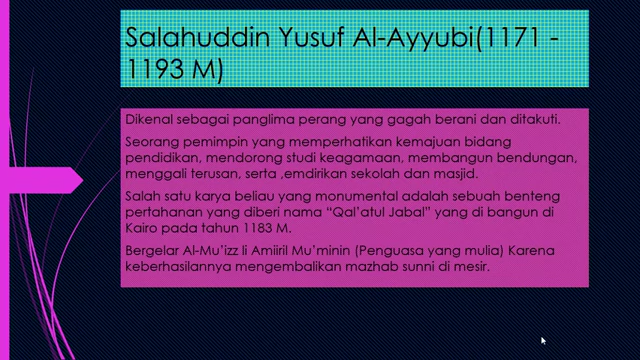 Salahuddin Yusuf Al-Ayyubi(1171 -
1193 M)
Dikenal sebagai panglima perang yang gagah berani dan ditakuti.
Seorang pemimpin yang memperhatikan kemajuan bidang
pendidikan, mendorong studi keagamaan, membangun bendungan,
menggali terusan, serta ,emdirikan sekolah dan masjid.
Salah satu karya beliau yang monumental adalah sebuah benteng
pertahanan yang diberi nama “Qal’atul Jabal” yang di bangun di
Kairo pada tahun 1183 M.
Bergelar Al-Mu’izz li Amiiril Mu’minin (Penguasa yang mulia) Karena
keberhasilannya mengembalikan mazhab sunni di mesir.